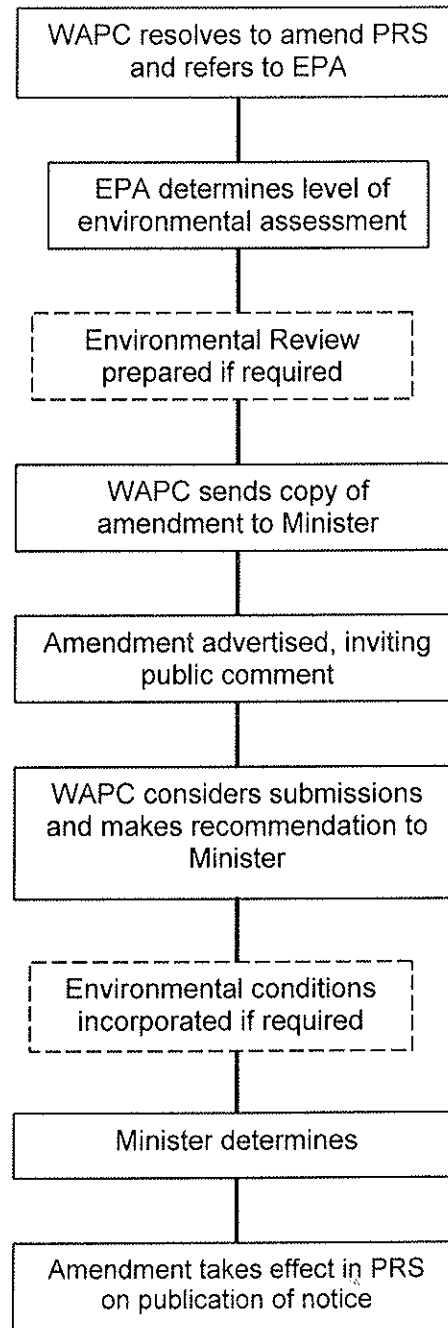 WAPC resolves to amend PRS
and refers to EPA
EPA determines level of
environmental assessment
Environmental Review
prepared if required
WAPC sends copy of
amendment to Minister
Amendment advertised, inviting
public comment
WAPC considers submissions
and makes recommendation to
Minister
Environmental conditions
incorporated if required
Minister determines
Amendment takes effect in PRS
on publication of notice